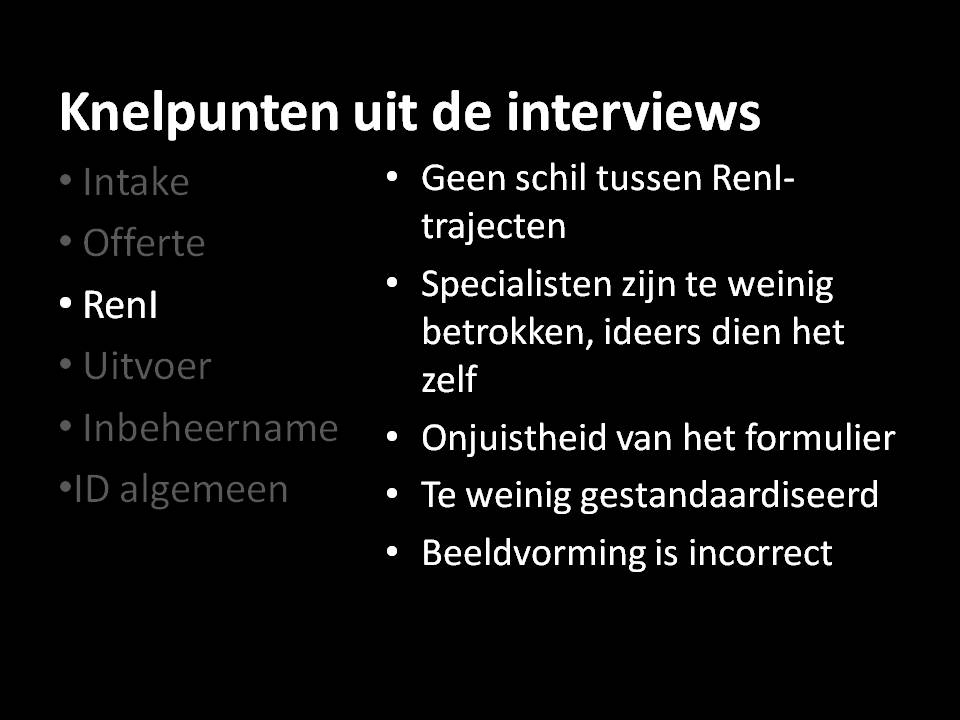 Knelpunten uit de interviews
• Intake
• Offerte
• RenI
• Uitvoer
• Inbeheername
•ID algemeen
• Geen schil tussen RenI-
trajecten
• Specialisten zijn te weinig
betrokken, ideers dien het
zelf
• Onjuistheid van het formulier
• Te weinig gestandaardiseerd
• Beeldvorming is incorrect